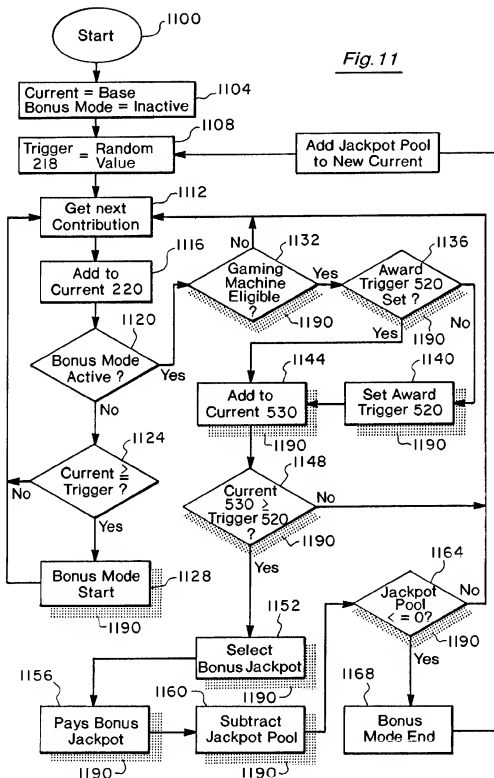 Fig. 11
1100
Start
1104
Current = Base
Bonus Mode = Inactive
1108
Trigger = Random
218 Value
Add Jackpot Pool
to New Current
1112
Get next
Contribution
1116
Add to
Current 220
1120
Bonus Mode
Active ?
Yes
No
1124
Current ≥
Trigger ?
No
Yes
Bonus Mode
Start
1128
1190
1132
No
Gaming
Machine
Eligible
?
Yes
1190
1136
Award
Trigger 520
Set ?
1190
Yes
No
1144
Add to
Current 530
1190
1140
Set Award
Trigger 520
1190
1148
Current
530 ≥
Trigger 520
?
No
1190
Yes
1152
Select
Bonus Jackpot
1190
1156
Pays Bonus
Jackpot
1190
1160
Subtract
Jackpot Pool
1190
1164
Jackpot
Pool
< = 0?
No
1190
Yes
1168
Bonus
Mode End